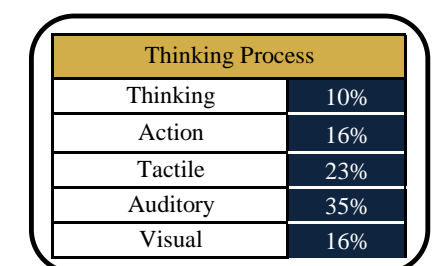 Thinking Process
Thinking 10%
Action 16%
Tactile 23%
Auditory 35%
Visual 16%